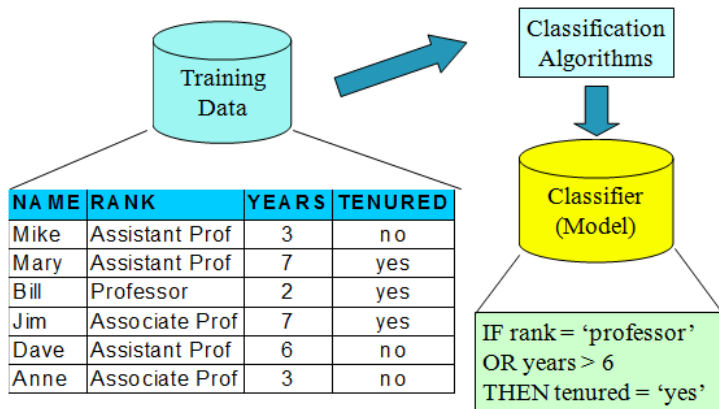 Training
Data
Classification
Algorithms
Classifier
(Model)
NAME RANK YEARS TENURED
Mike Assistant Prof 3 no
Mary Assistant Prof 7 yes
Bill Professor 2 yes
Jim Associate Prof 7 yes
Dave Assistant Prof 6 no
Anne Associate Prof 3 no
IF rank = ‘professor’
OR years > 6
THEN tenured = ‘yes’